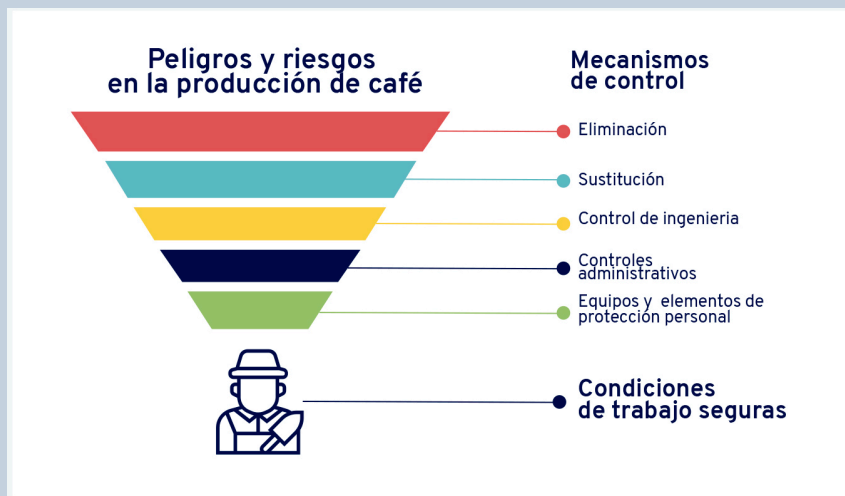 Peligros y riesgos
en la producción de café
Mecanismos
de control
Eliminación
Sustitución
Control de ingenieria
Controles
administrativos
Equipos y elementos de
protección personal
Condiciones
de trabajo seguras